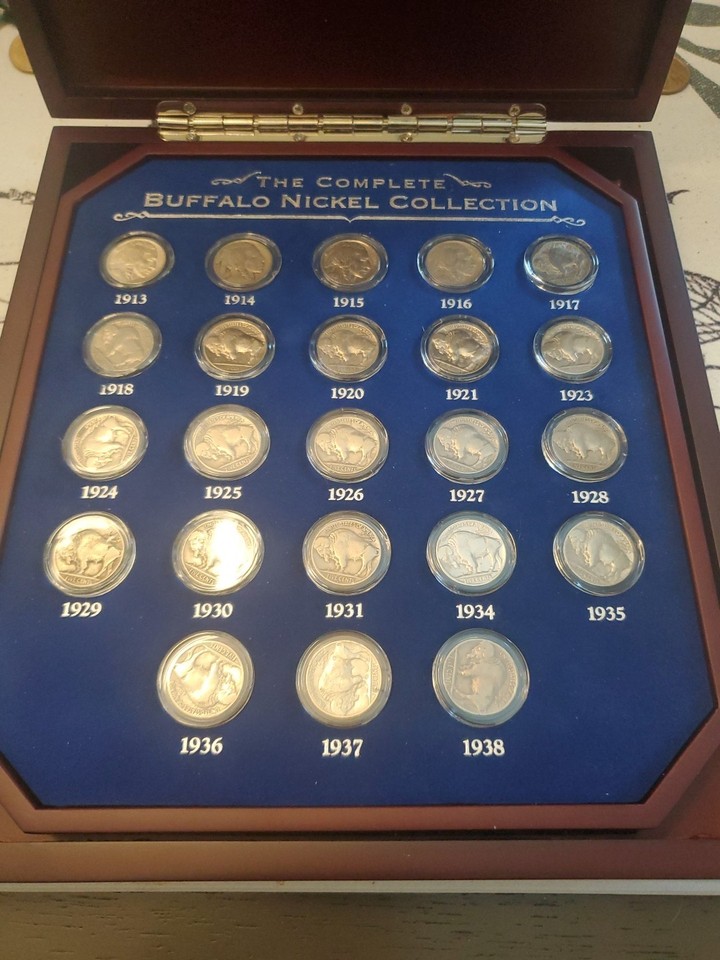 THE COMPLETE
BUFFALO NICKEL COLLECTION
1913 1914 1915 1916 1917
1918 1919 1920 1921 1923
1924 1925 1926 1927 1928
1929 1930 1931 1934 1935
1936 1937 1938